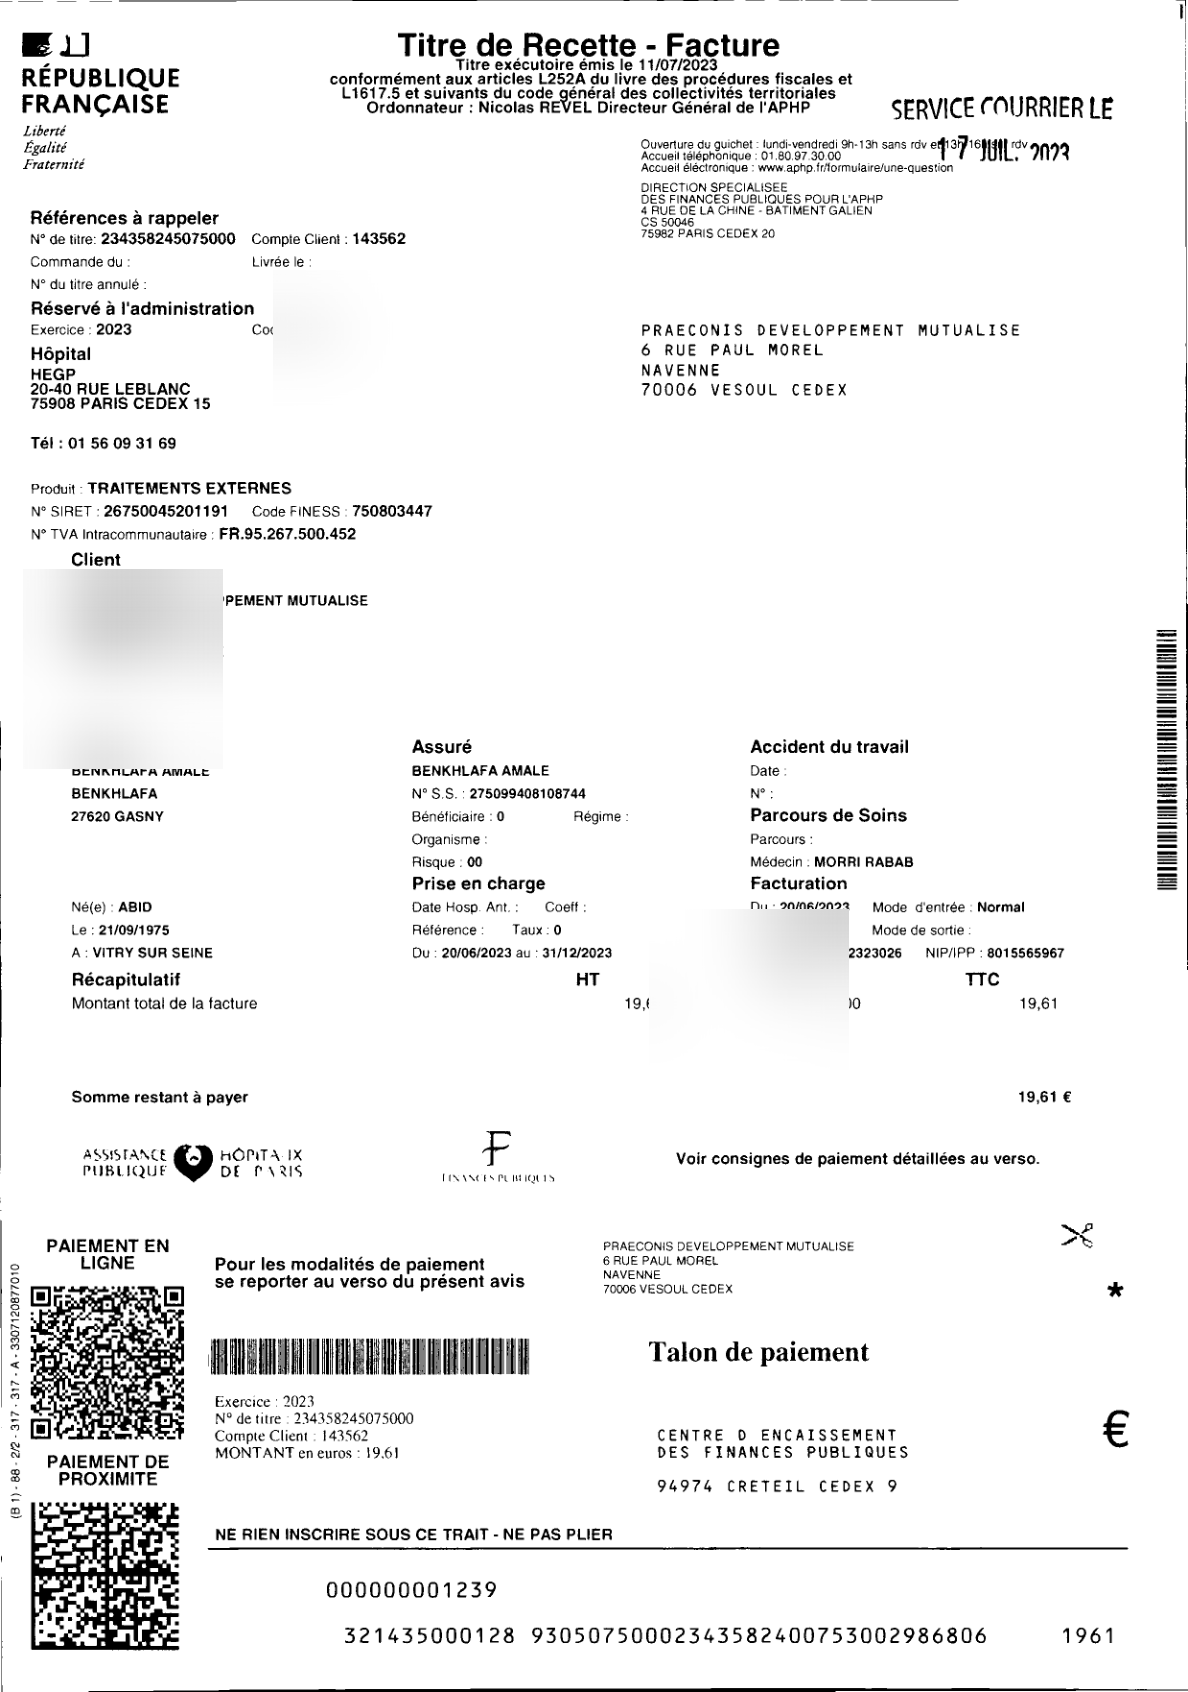 RÉPUBLIQUE
FRANÇAISE
Liberté
Égalité
Fraternité
Titre de Recette - Facture
Titre exécutoire émis le 11/07/2023
conformément aux articles L252A du livre des procédures fiscales et
L1617.5 et suivants du code général des collectivités territoriales
Ordonnateur : Nicolas REVEL Directeur Général de l'APHP
SERVICE COURRIER LE
17 JUIL. 2023
Ouverture du guichet : lundi-vendredi 9h-13h sans rdv et 13h 16h rdv
Accueil téléphonique : 01.80.97.30.00
Accueil éléctronique : www.aphp.fr/formulaire/une-question
DIRECTION SPECIALISEE
DES FINANCES PUBLIQUES POUR L'APHP
4 RUE DE LA CHINE - BATIMENT GALIEN
CS 50046
75982 PARIS CEDEX 20
Références à rappeler
N° de titre: 234358245075000 Compte Client : 143562
Commande du : Livrée le :
N° du titre annulé :
Réservé à l'administration
Exercice : 2023
Hôpital
HEGP
20-40 RUE LEBLANC
75908 PARIS CEDEX 15
Tél : 01 56 09 31 69
PRAECONIS DEVELOPPEMENT MUTUALISE
6 RUE PAUL MOREL
NAVENNE
70006 VESOUL CEDEX
Produit : TRAITEMENTS EXTERNES
N° SIRET : 26750045201191 Code FINESS : 750803447
N° TVA Intracommunautaire : FR.95.267.500.452
Client
PPEMENT MUTUALISE
BENKHLAFA AMALE
BENKHLAFA
27620 GASNY
Né(e) : ABID
Le : 21/09/1975
A : VITRY SUR SEINE
Assuré
BENKHLAFA AMALE
N° S.S. : 275099408108744
Bénéficiaire : 0 Régime :
Organisme :
Risque : 00
Prise en charge
Date Hosp. Ant. : Coeff :
Référence : Taux : 0
Du : 20/06/2023 au : 31/12/2023
Accident du travail
Date :
N° :
Parcours de Soins
Parcours :
Médecin : MORRI RABAB
Facturation
Du : 20/06/2023 Mode d'entrée : Normal
Mode de sortie :
2323026 NIP/IPP : 8015565967
Récapitulatif HT TTC
Montant total de la facture 19,6 00 19,61
Somme restant à payer 19,61 €
ASSISTANCE HÔPITAUX
PUBLIQUE DE PARIS
FINANCES PUBLIQUES
Voir consignes de paiement détaillées au verso.
PAIEMENT EN
LIGNE
Pour les modalités de paiement
se reporter au verso du présent avis
PRAECONIS DEVELOPPEMENT MUTUALISE
6 RUE PAUL MOREL
NAVENNE
70006 VESOUL CEDEX
*
Talon de paiement
Exercice : 2023
N° de titre : 234358245075000
Compte Client : 143562
MONTANT en euros : 19.61
€
CENTRE D ENCAISSEMENT
DES FINANCES PUBLIQUES
94974 CRETEIL CEDEX 9
PAIEMENT DE
PROXIMITE
(B 1) - 88 - 2/2 - 317 - 317 - A - 3307120877010
NE RIEN INSCRIRE SOUS CE TRAIT - NE PAS PLIER
000000001239
321435000128 93050750002343582400753002986806 1961